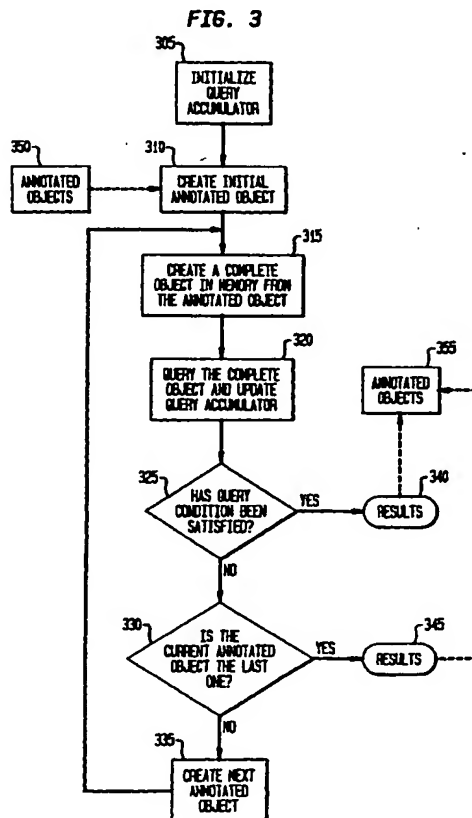 FIG. 3
305
INITIALIZE
QUERY
ACCUMULATOR
350
ANNOTATED
OBJECTS
310
CREATE INITIAL
ANNOTATED OBJECT
315
CREATE A COMPLETE
OBJECT IN MEMORY FROM
THE ANNOTATED OBJECT
320
QUERY THE COMPLETE
OBJECT AND UPDATE
QUERY ACCUMULATOR
355
ANNOTATED
OBJECTS
325
HAS QUERY
CONDITION BEEN
SATISFIED?
YES
340
RESULTS
NO
330
IS THE
CURRENT ANNOTATED
OBJECT THE LAST
ONE?
YES
345
RESULTS
NO
335
CREATE NEXT
ANNOTATED
OBJECT